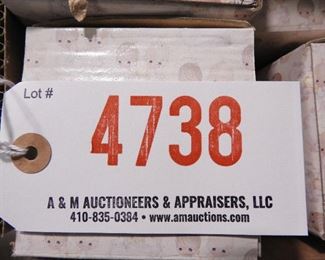 Lot #
4738
A & M AUCTIONEERS & APPRAISERS, LLC
410-835-0384 • www.amauctions.com